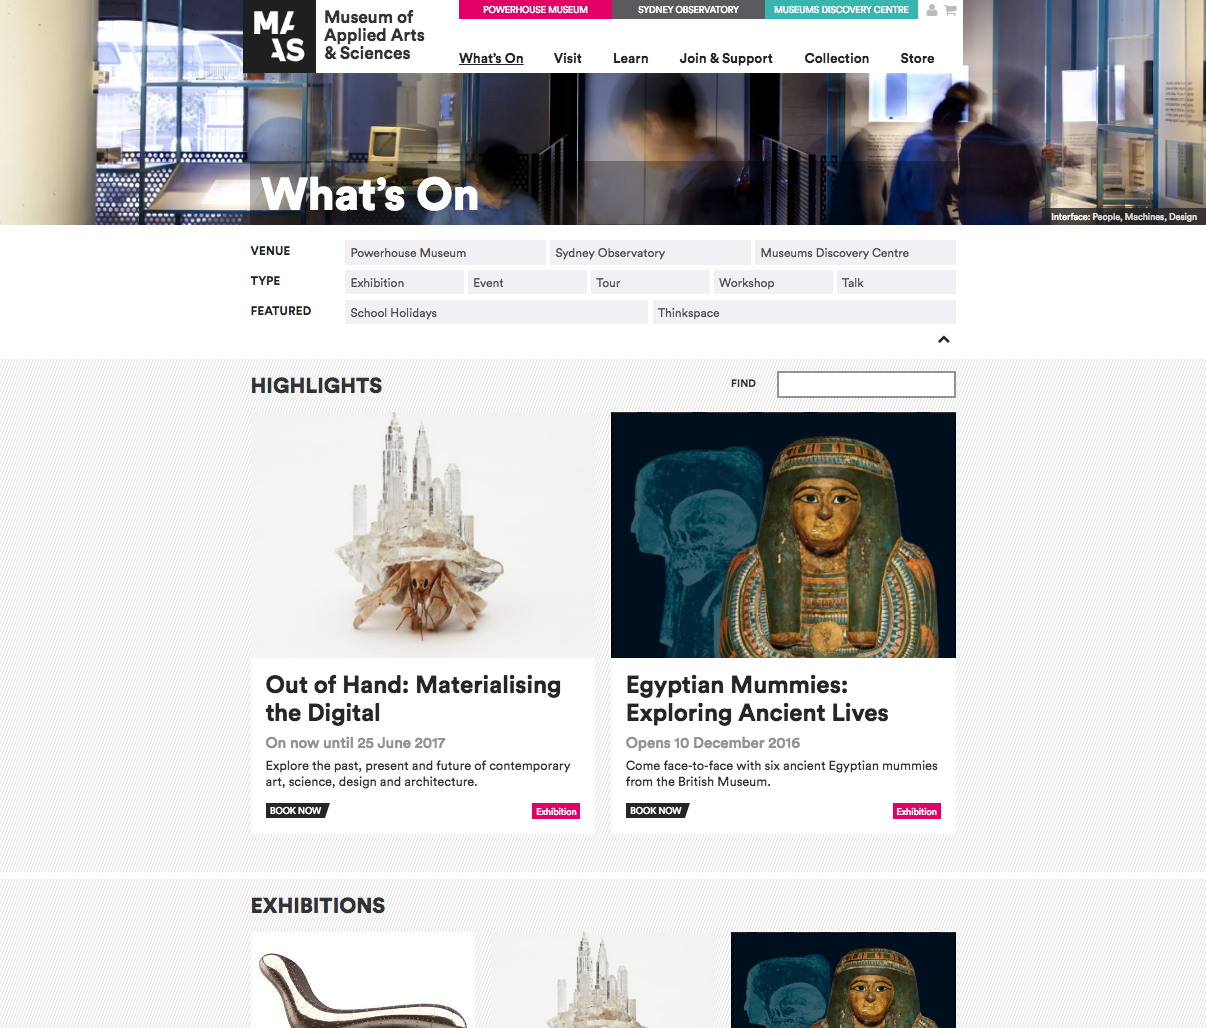 MA
AS
Museum of
Applied Arts
& Sciences
POWERHOUSE MUSEUM
SYDNEY OBSERVATORY
MUSEUMS DISCOVERY CENTRE
What's On
Visit
Learn
Join & Support
Collection
Store
What's On
Interface: People, Machines, Design
VENUE
Powerhouse Museum
Sydney Observatory
Museums Discovery Centre
TYPE
Exhibition
Event
Tour
Workshop
Talk
FEATURED
School Holidays
Thinkspace
HIGHLIGHTS
FIND
Out of Hand: Materialising
the Digital
On now until 25 June 2017
Explore the past, present and future of contemporary
art, science, design and architecture.
BOOK NOW
Exhibition
Egyptian Mummies:
Exploring Ancient Lives
Opens 10 December 2016
Come face-to-face with six ancient Egyptian mummies
from the British Museum.
BOOK NOW
Exhibition
EXHIBITIONS